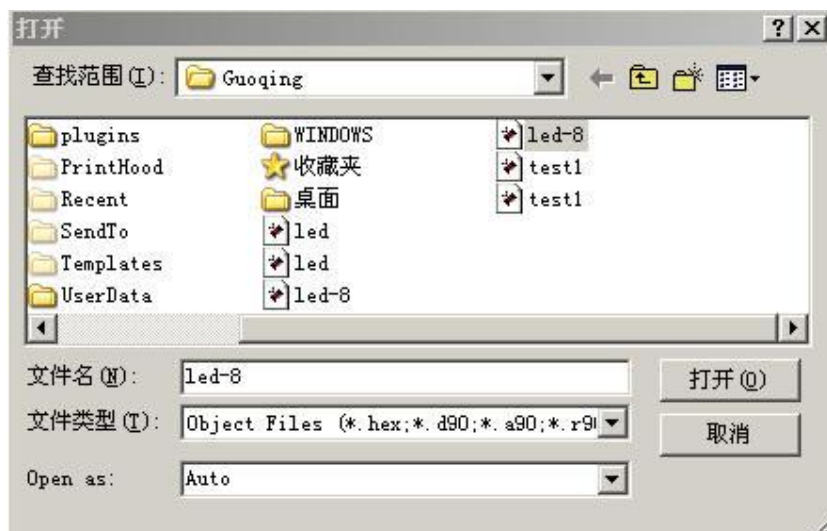 打开
查找范围(I): Guoqing
plugins
PrintHood
Recent
SendTo
Templates
UserData
WINDOWS
收藏夹
桌面
led
led
led-8
led-8
test1
test1
文件名(N): led-8
打开(O)
文件类型(T): Object Files (*.hex;*.d90;*.a90;*.r9
取消
Open as: Auto